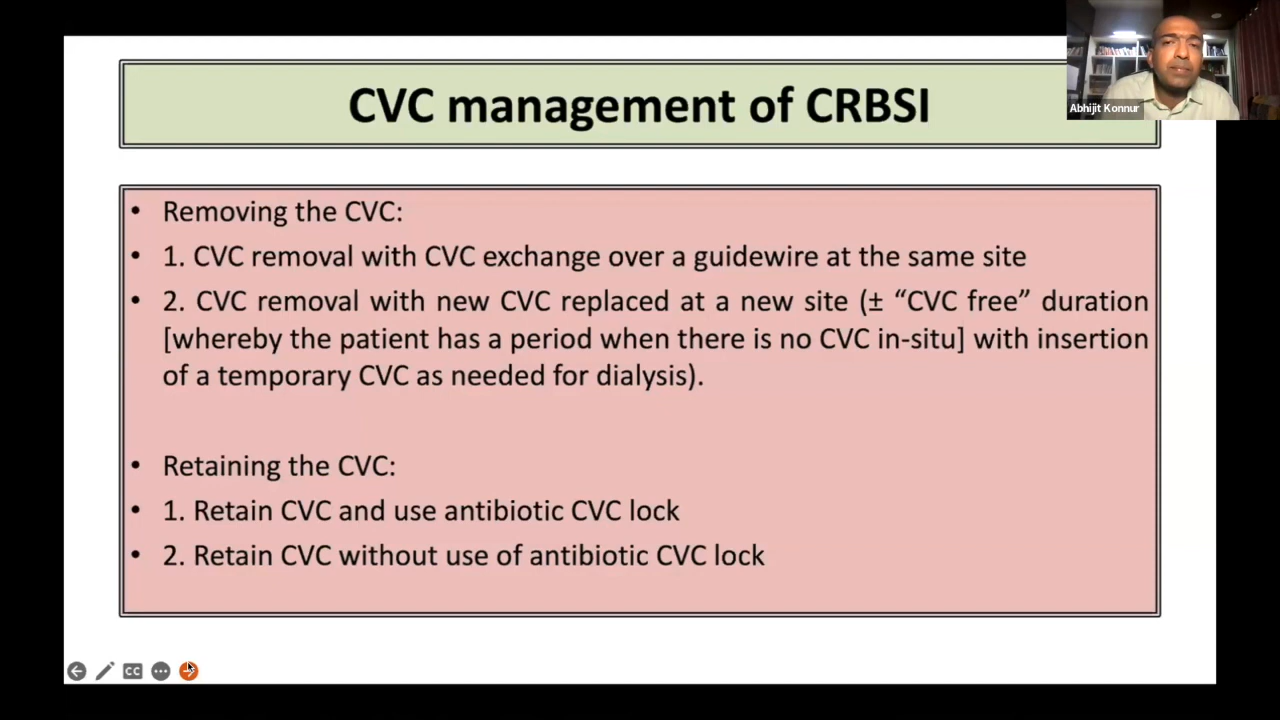 CVC management of CRBSI
Abhijit Konnur
• Removing the CVC:
• 1. CVC removal with CVC exchange over a guidewire at the same site
• 2. CVC removal with new CVC replaced at a new site (± “CVC free” duration
[whereby the patient has a period when there is no CVC in-situ] with insertion
of a temporary CVC as needed for dialysis).
• Retaining the CVC:
• 1. Retain CVC and use antibiotic CVC lock
• 2. Retain CVC without use of antibiotic CVC lock
CC